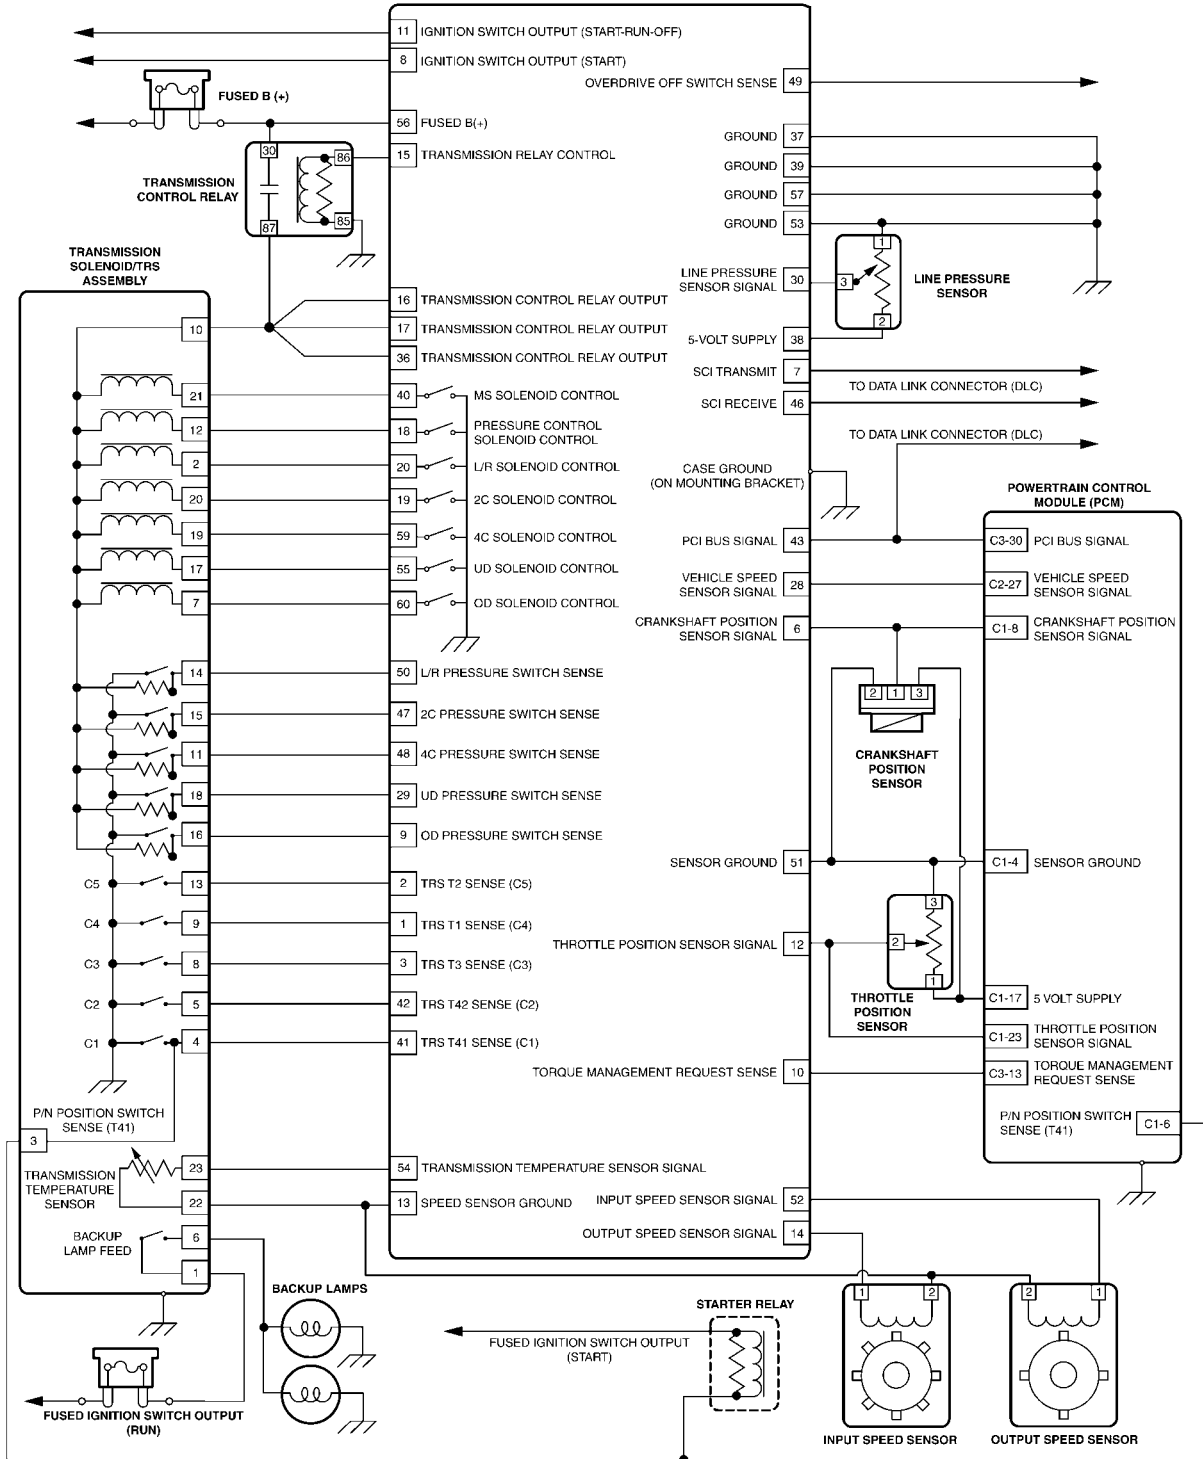 11 IGNITION SWITCH OUTPUT (START-RUN-OFF)
8 IGNITION SWITCH OUTPUT (START)
OVERDRIVE OFF SWITCH SENSE 49
FUSED B (+)
56 FUSED B(+)
15 TRANSMISSION RELAY CONTROL
30
86
87
85
TRANSMISSION
CONTROL RELAY
GROUND 37
GROUND 39
GROUND 57
GROUND 53
LINE PRESSURE
SENSOR SIGNAL 30
1
3
2
LINE PRESSURE
SENSOR
5-VOLT SUPPLY 38
TRANSMISSION
SOLENOID/TRS
ASSEMBLY
16 TRANSMISSION CONTROL RELAY OUTPUT
10
17 TRANSMISSION CONTROL RELAY OUTPUT
36 TRANSMISSION CONTROL RELAY OUTPUT
SCI TRANSMIT 7
TO DATA LINK CONNECTOR (DLC)
SCI RECEIVE 46
TO DATA LINK CONNECTOR (DLC)
21
40 MS SOLENOID CONTROL
12
18 PRESSURE CONTROL
SOLENOID CONTROL
2
20 L/R SOLENOID CONTROL
20
19 2C SOLENOID CONTROL
19
59 4C SOLENOID CONTROL
17
55 UD SOLENOID CONTROL
7
60 OD SOLENOID CONTROL
CASE GROUND
(ON MOUNTING BRACKET)
POWERTRAIN CONTROL
MODULE (PCM)
PCI BUS SIGNAL 43
C3-30 PCI BUS SIGNAL
VEHICLE SPEED
SENSOR SIGNAL 28
C2-27 VEHICLE SPEED
SENSOR SIGNAL
CRANKSHAFT POSITION
SENSOR SIGNAL 6
C1-8 CRANKSHAFT POSITION
SENSOR SIGNAL
2 1 3
CRANKSHAFT
POSITION
SENSOR
14
50 L/R PRESSURE SWITCH SENSE
15
47 2C PRESSURE SWITCH SENSE
11
48 4C PRESSURE SWITCH SENSE
18
29 UD PRESSURE SWITCH SENSE
16
9 OD PRESSURE SWITCH SENSE
SENSOR GROUND 51
C1-4 SENSOR GROUND
C5 13
2 TRS T2 SENSE (C5)
C4 9
1 TRS T1 SENSE (C4)
C3 8
3 TRS T3 SENSE (C3)
C2 5
42 TRS T42 SENSE (C2)
C1 4
41 TRS T41 SENSE (C1)
THROTTLE POSITION SENSOR SIGNAL 12
3
2
1
THROTTLE
POSITION
SENSOR
C1-17 5 VOLT SUPPLY
C1-23 THROTTLE POSITION
SENSOR SIGNAL
TORQUE MANAGEMENT REQUEST SENSE 10
C3-13 TORQUE MANAGEMENT
REQUEST SENSE
P/N POSITION SWITCH
SENSE (T41) C1-6
P/N POSITION SWITCH
SENSE (T41)
3
TRANSMISSION
TEMPERATURE
SENSOR
23
54 TRANSMISSION TEMPERATURE SENSOR SIGNAL
22
13 SPEED SENSOR GROUND
INPUT SPEED SENSOR SIGNAL 52
OUTPUT SPEED SENSOR SIGNAL 14
BACKUP
LAMP FEED
6
1
BACKUP LAMPS
STARTER RELAY
FUSED IGNITION SWITCH OUTPUT
(START)
1 2
INPUT SPEED SENSOR
2 1
OUTPUT SPEED SENSOR
FUSED IGNITION SWITCH OUTPUT
(RUN)